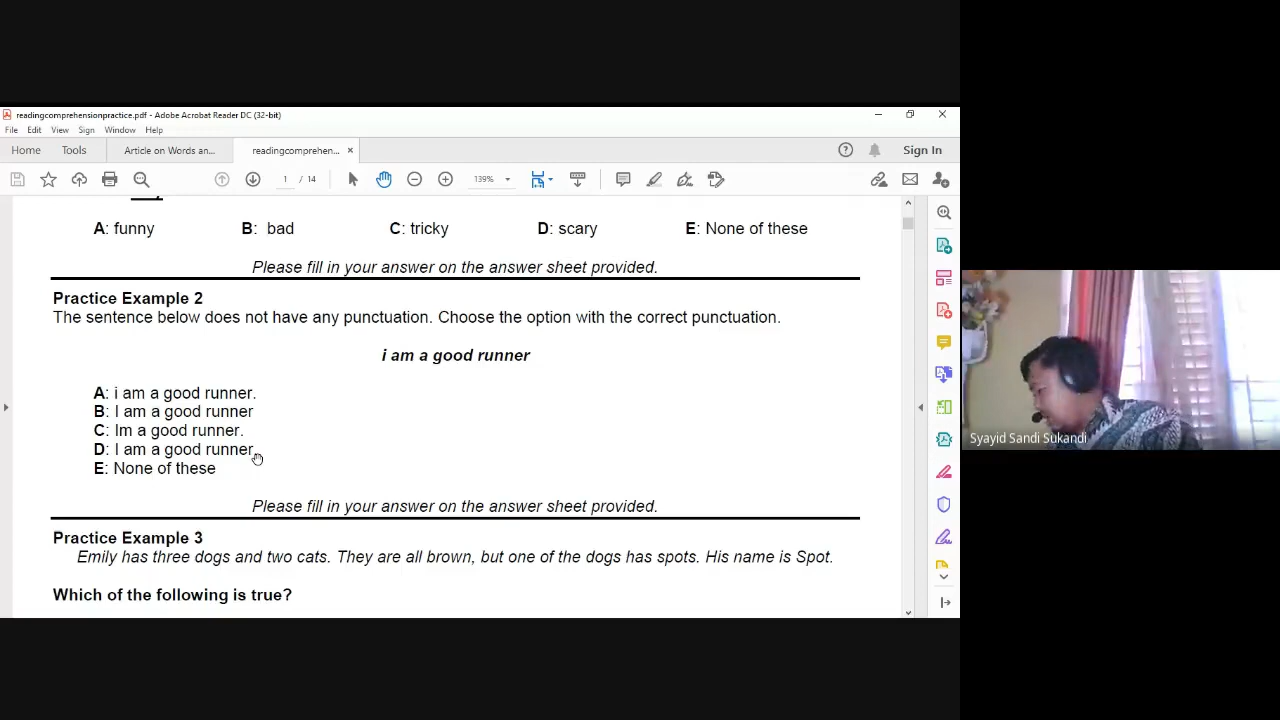 readingcomprehensionpractice.pdf - Adobe Acrobat Reader DC (32-bit)
File Edit View Sign Window Help
Home Tools Article on Words an... readingcomprehen... × Sign In
1 / 14 139%
A: funny B: bad C: tricky D: scary E: None of these
Please fill in your answer on the answer sheet provided.
Practice Example 2
The sentence below does not have any punctuation. Choose the option with the correct punctuation.
i am a good runner
A: i am a good runner.
B: I am a good runner
C: Im a good runner.
D: I am a good runner.
E: None of these
Please fill in your answer on the answer sheet provided.
Practice Example 3
Emily has three dogs and two cats. They are all brown, but one of the dogs has spots. His name is Spot.
Which of the following is true?
Syayid Sandi Sukandi